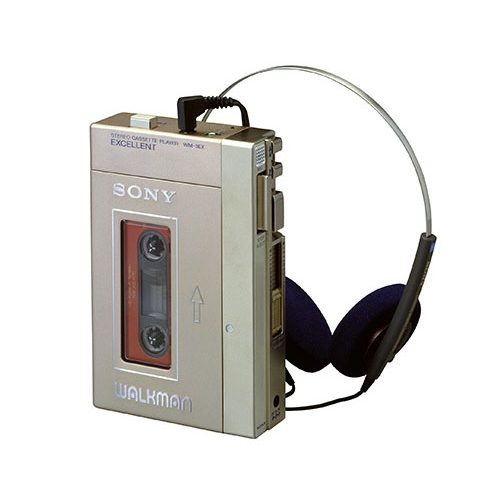 STEREO CASSETTE PLAYER WM-3EX
EXCELLENT
SONY
WALKMAN